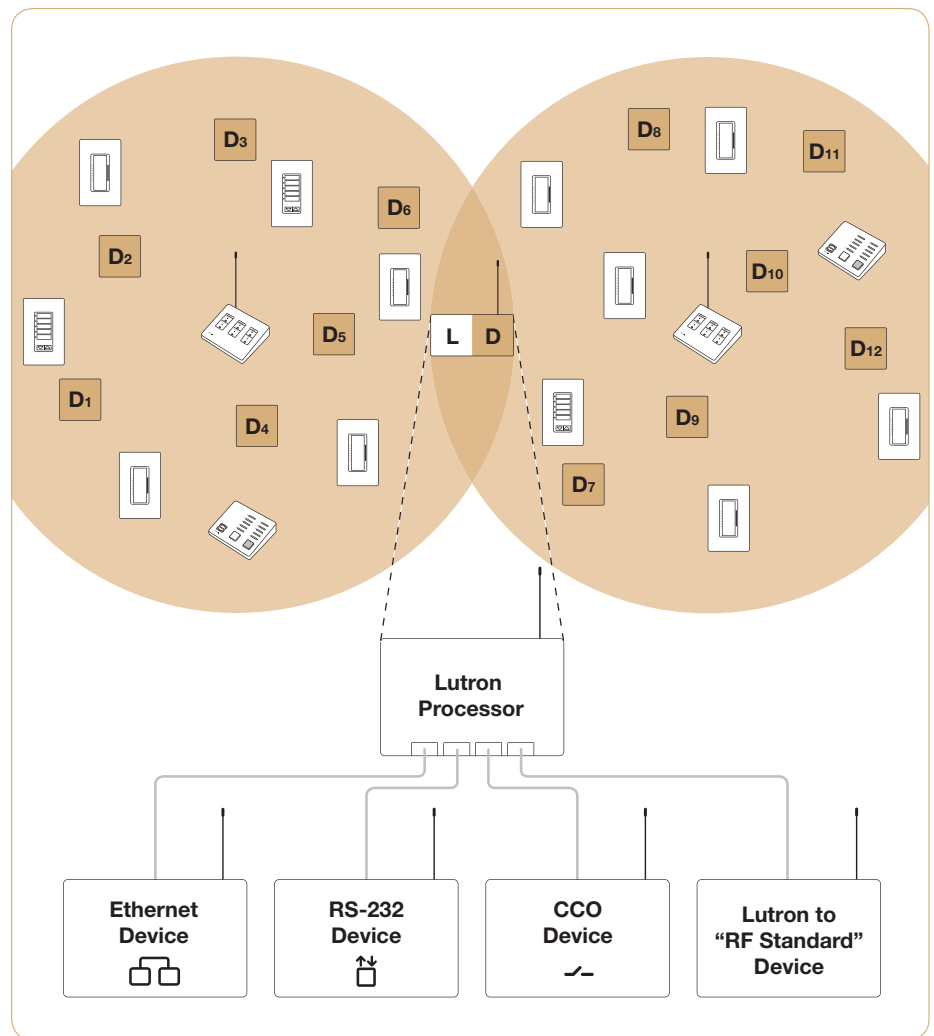 D3
D8
D11
D6
D2
D10
D5
L D
D12
D1
D4
D9
D7
Lutron
Processor
Ethernet
Device
RS-232
Device
CCO
Device
Lutron to
“RF Standard”
Device